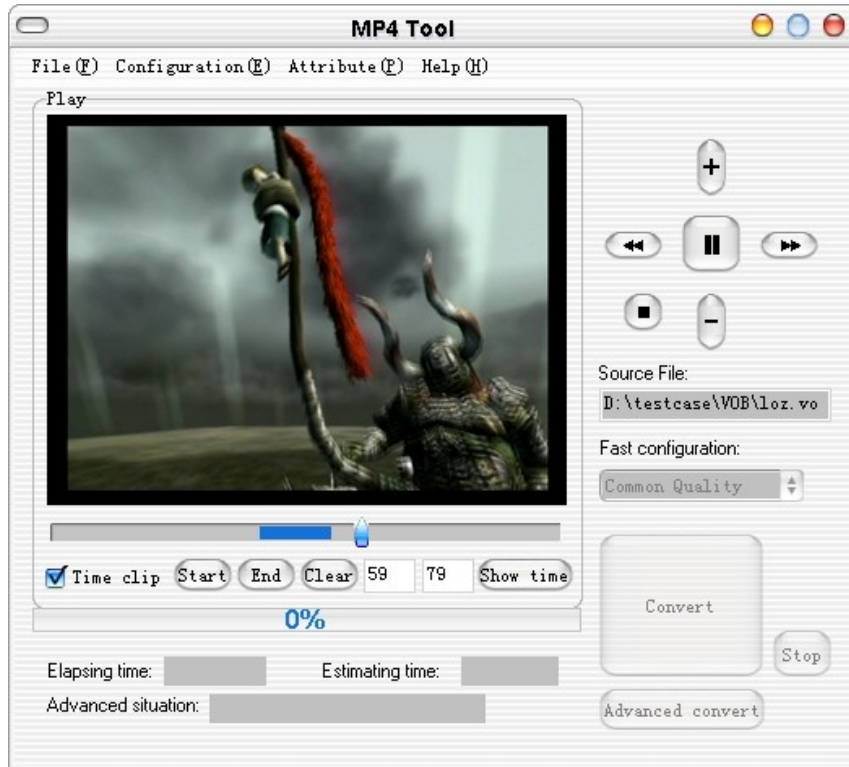 MP4 Tool
File(F) Configuration(E) Attribute(P) Help(H)
Play
Source File:
D:\testcase\VOB\loz.vo
Fast configuration:
Common Quality
Time clip Start End Clear 59 79 Show time
0%
Convert
Stop
Elapsing time: Estimating time:
Advanced situation:
Advanced convert